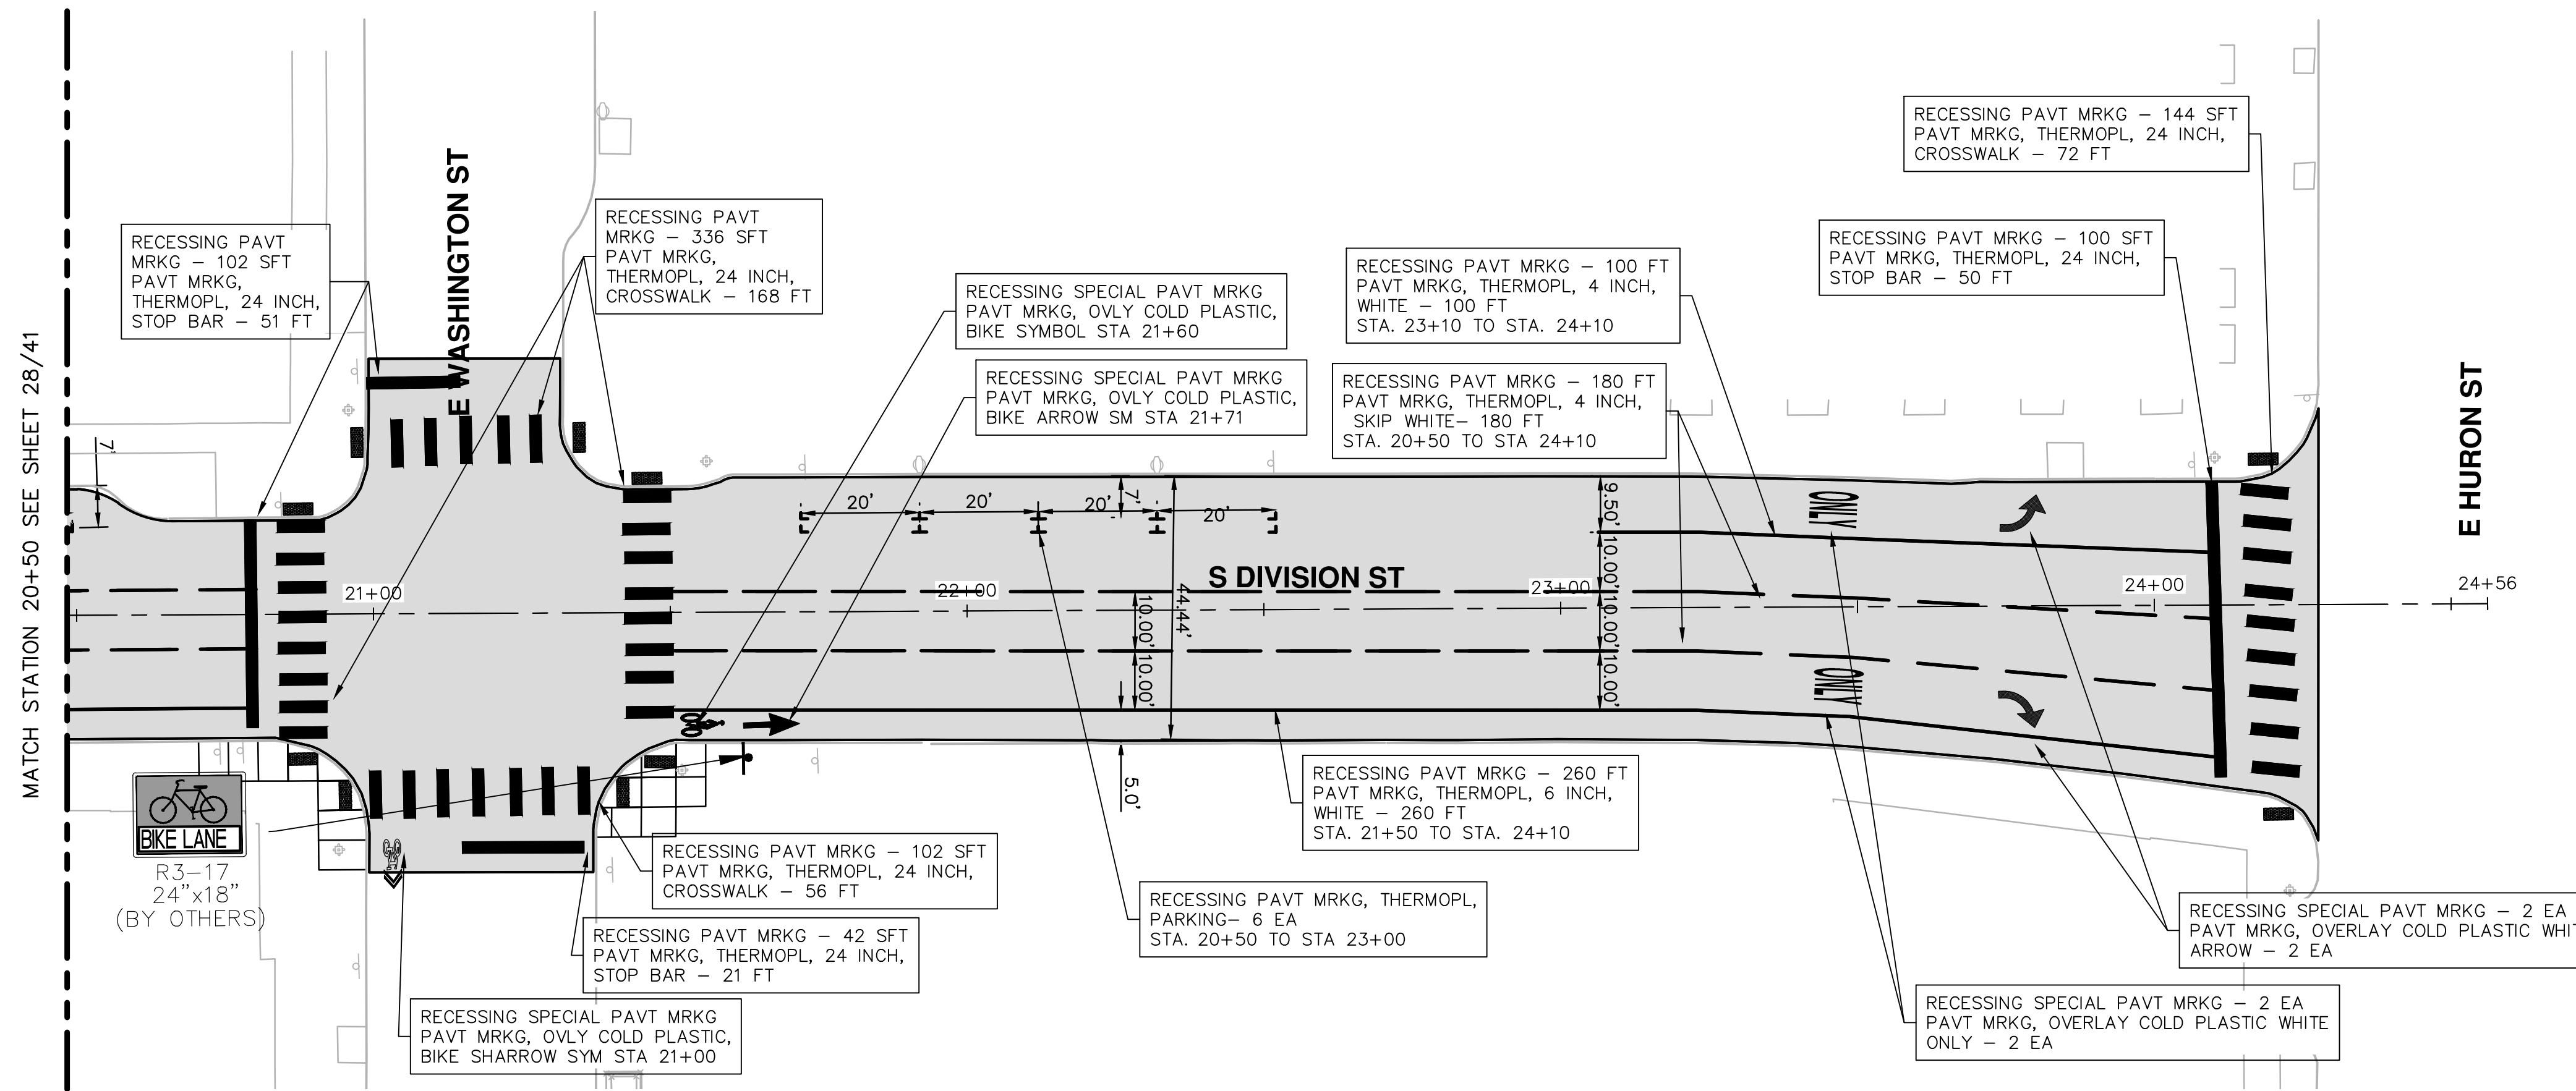 MATCH STATION 20+50 SEE SHEET 28/41
RECESSING PAVT
MRKG – 102 SFT
PAVT MRKG,
THERMOPL, 24 INCH,
STOP BAR – 51 FT
E WASHINGTON ST
RECESSING PAVT
MRKG – 336 SFT
PAVT MRKG,
THERMOPL, 24 INCH,
CROSSWALK – 168 FT
RECESSING SPECIAL PAVT MRKG
PAVT MRKG, OVLY COLD PLASTIC,
BIKE SYMBOL STA 21+60
RECESSING SPECIAL PAVT MRKG
PAVT MRKG, OVLY COLD PLASTIC,
BIKE ARROW SM STA 21+71
RECESSING PAVT MRKG – 100 FT
PAVT MRKG, THERMOPL, 4 INCH,
WHITE – 100 FT
STA. 23+10 TO STA. 24+10
RECESSING PAVT MRKG – 180 FT
PAVT MRKG, THERMOPL, 4 INCH,
SKIP WHITE– 180 FT
STA. 20+50 TO STA 24+10
RECESSING PAVT MRKG – 144 SFT
PAVT MRKG, THERMOPL, 24 INCH,
CROSSWALK – 72 FT
RECESSING PAVT MRKG – 100 SFT
PAVT MRKG, THERMOPL, 24 INCH,
STOP BAR – 50 FT
E HURON ST
7'
20'
20'
20'
20'
7'
44.44'
10.00'
10.00'
9.50'
10.00'
10.00'
10.00'
5.0'
S DIVISION ST
21+00
22+00
23+00
24+00
24+56
ONLY
ONLY
BIKE LANE
R3–17
24"x18"
(BY OTHERS)
RECESSING PAVT MRKG – 102 SFT
PAVT MRKG, THERMOPL, 24 INCH,
CROSSWALK – 56 FT
RECESSING PAVT MRKG – 42 SFT
PAVT MRKG, THERMOPL, 24 INCH,
STOP BAR – 21 FT
RECESSING SPECIAL PAVT MRKG
PAVT MRKG, OVLY COLD PLASTIC,
BIKE SHARROW SYM STA 21+00
RECESSING PAVT MRKG – 260 FT
PAVT MRKG, THERMOPL, 6 INCH,
WHITE – 260 FT
STA. 21+50 TO STA. 24+10
RECESSING PAVT MRKG, THERMOPL,
PARKING– 6 EA
STA. 20+50 TO STA 23+00
RECESSING SPECIAL PAVT MRKG – 2 EA
PAVT MRKG, OVERLAY COLD PLASTIC
ARROW – 2 EA
RECESSING SPECIAL PAVT MRKG – 2 EA
PAVT MRKG, OVERLAY COLD PLASTIC WHITE
ONLY – 2 EA